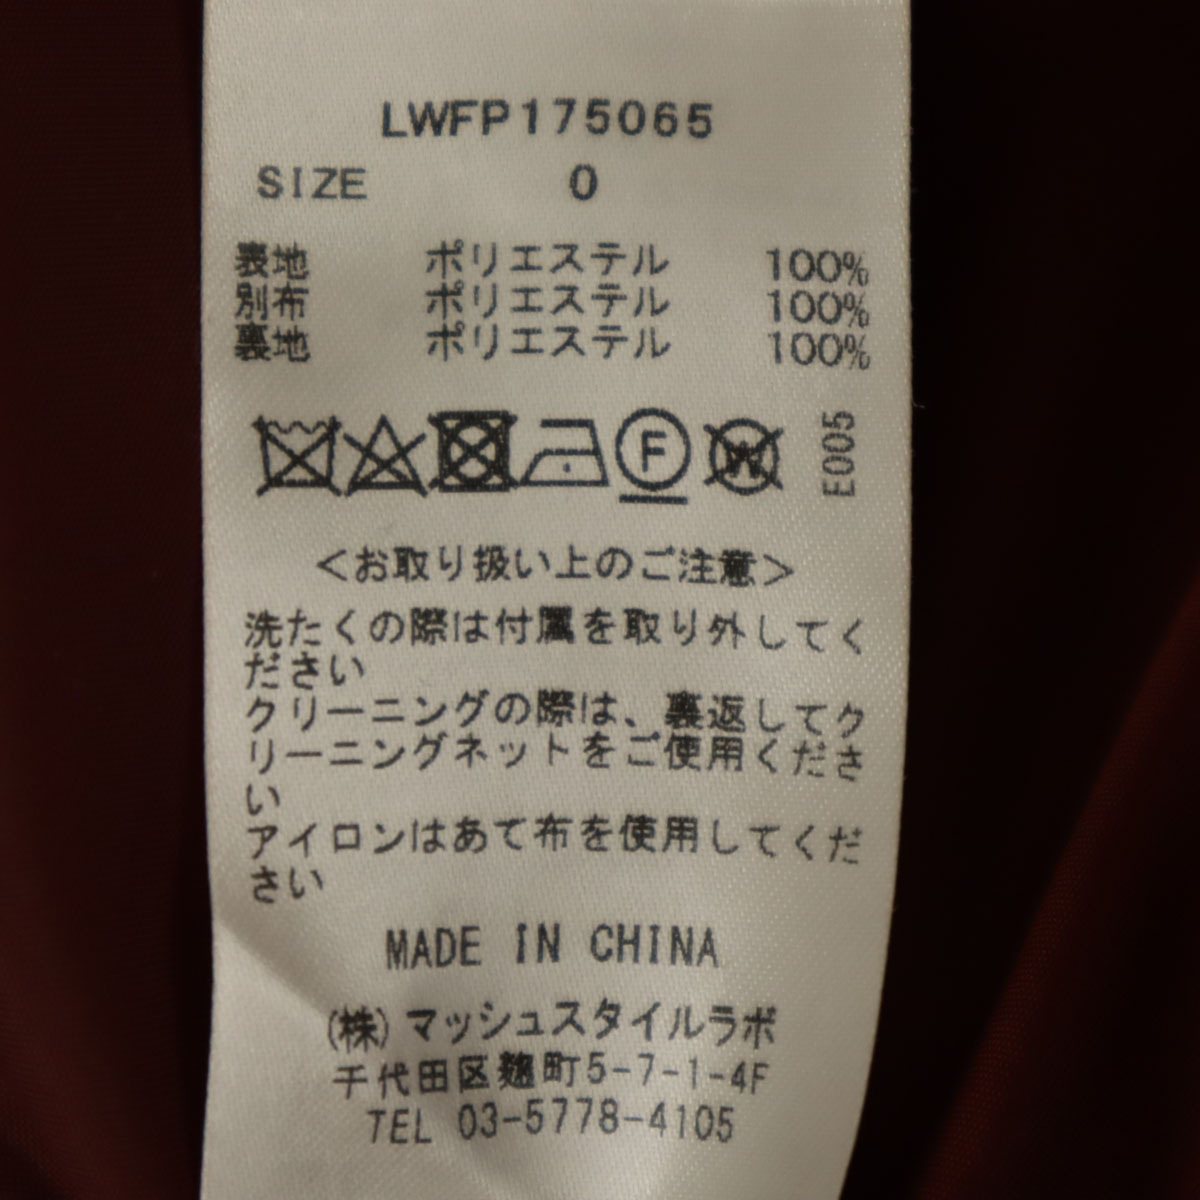 LWFP175065
SIZE 0
表地 ポリエステル 100%
別布 ポリエステル 100%
裏地 ポリエステル 100%
F W E005
<お取り扱い上のご注意>
洗たくの際は付属を取り外してく
ださい
クリーニングの際は、裏返してク
リーニングネットをご使用くださ
い
アイロンはあて布を使用してくだ
さい
MADE IN CHINA
(株)マッシュスタイルラボ
千代田区麹町5-7-1-4F
TEL 03-5778-4105